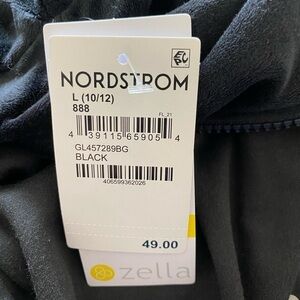 NORDSTROM
L (10/12)
888
FL 21
4 39115 65905 4
GL457289BG
BLACK
406599362026
49.00
zella